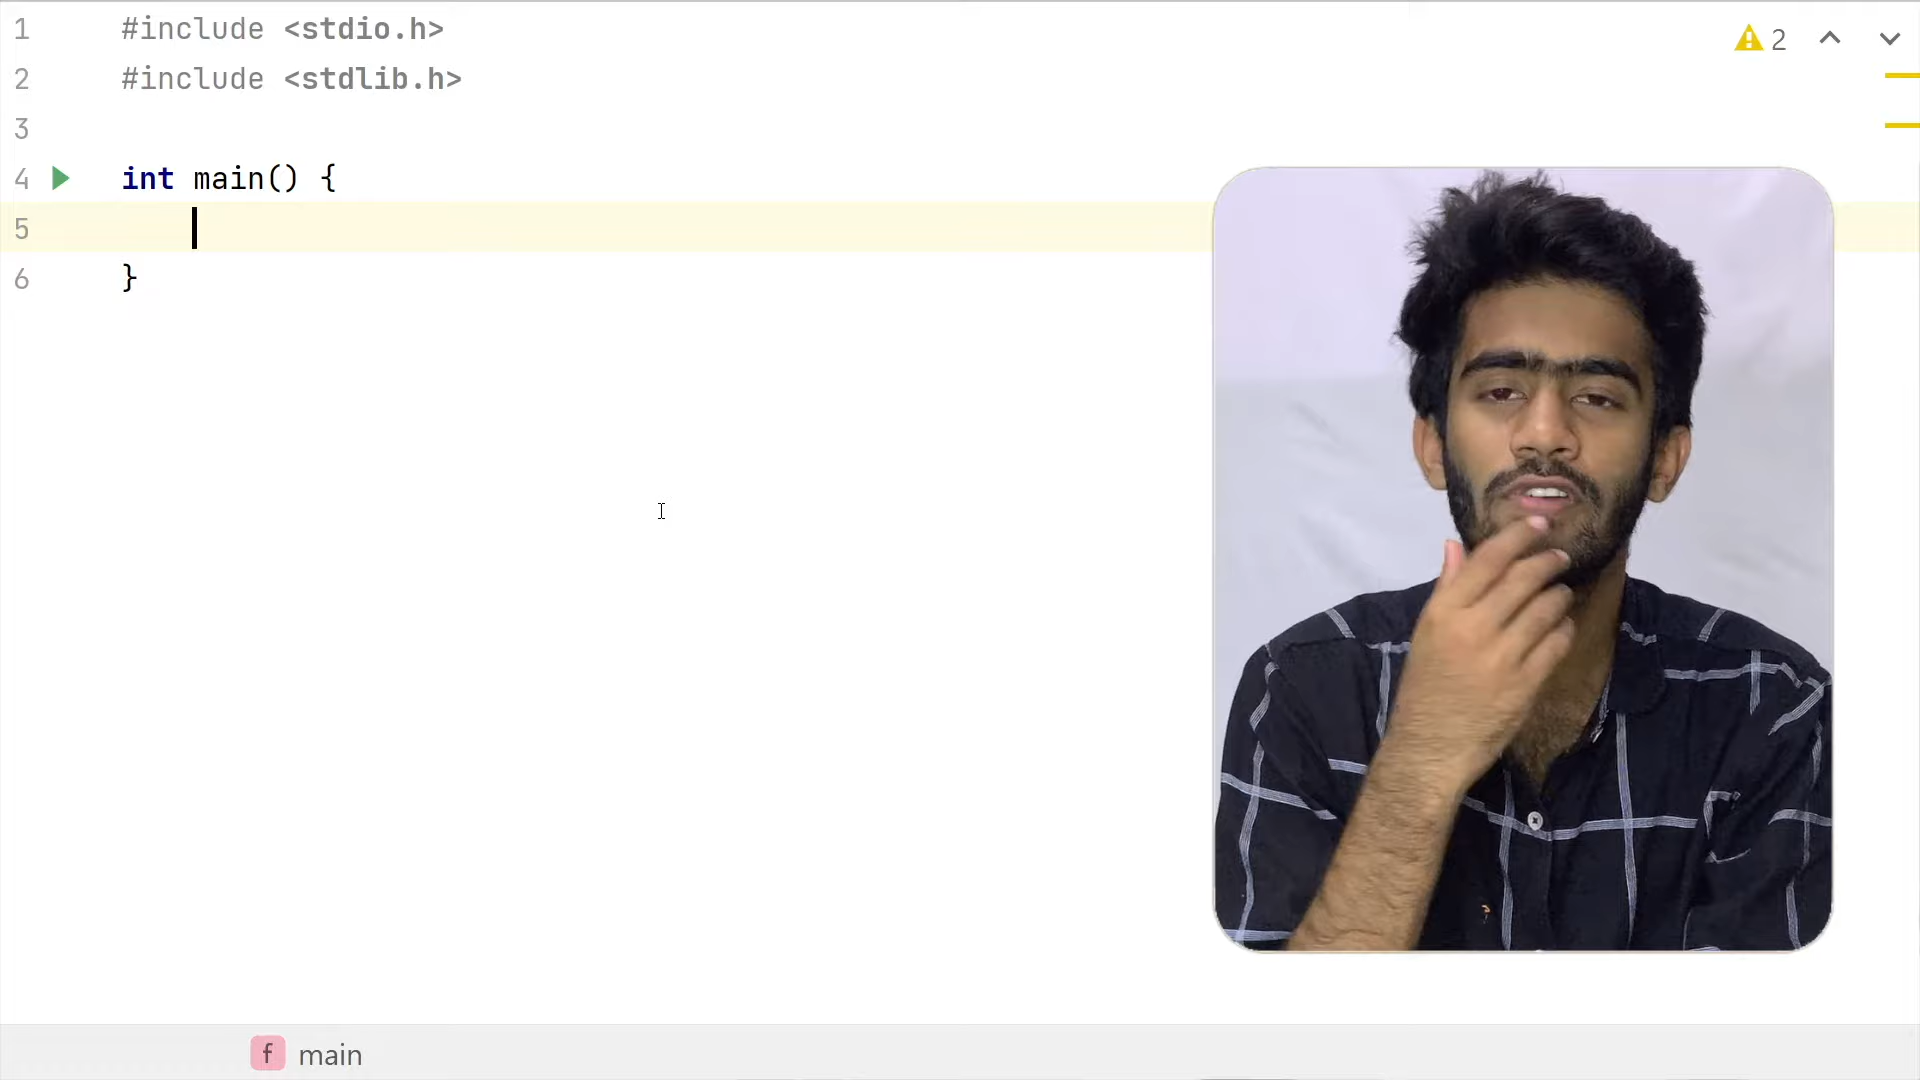 1 #include <stdio.h>
2 #include <stdlib.h>
3
4 int main() {
5
6 }
2
f main